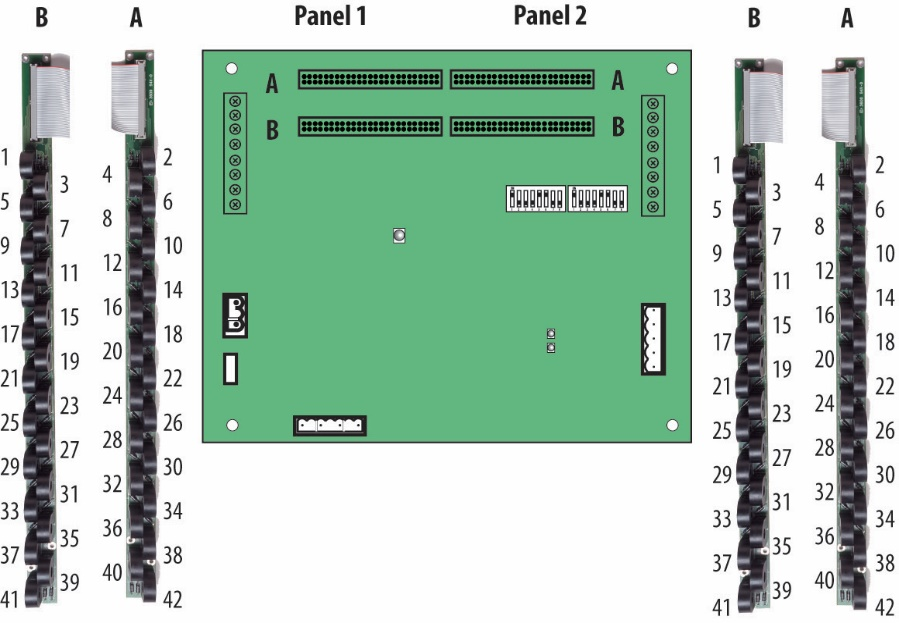 B A Panel 1 Panel 2 B A
A A
B B
1 2 1 2
3 4 3 4
5 6 5 6
7 8 7 8
9 10 9 10
11 12 11 12
13 14 13 14
15 16 15 16
17 18 17 18
19 20 19 20
21 22 21 22
23 24 23 24
25 26 25 26
27 28 27 28
29 30 29 30
31 32 31 32
33 34 33 34
35 36 35 36
37 38 37 38
39 40 39 40
41 42 41 42